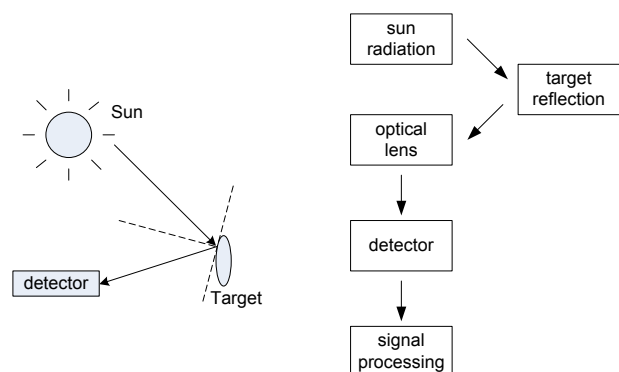 Sun
detector
Target
sun
radiation
target
reflection
optical
lens
detector
signal
processing